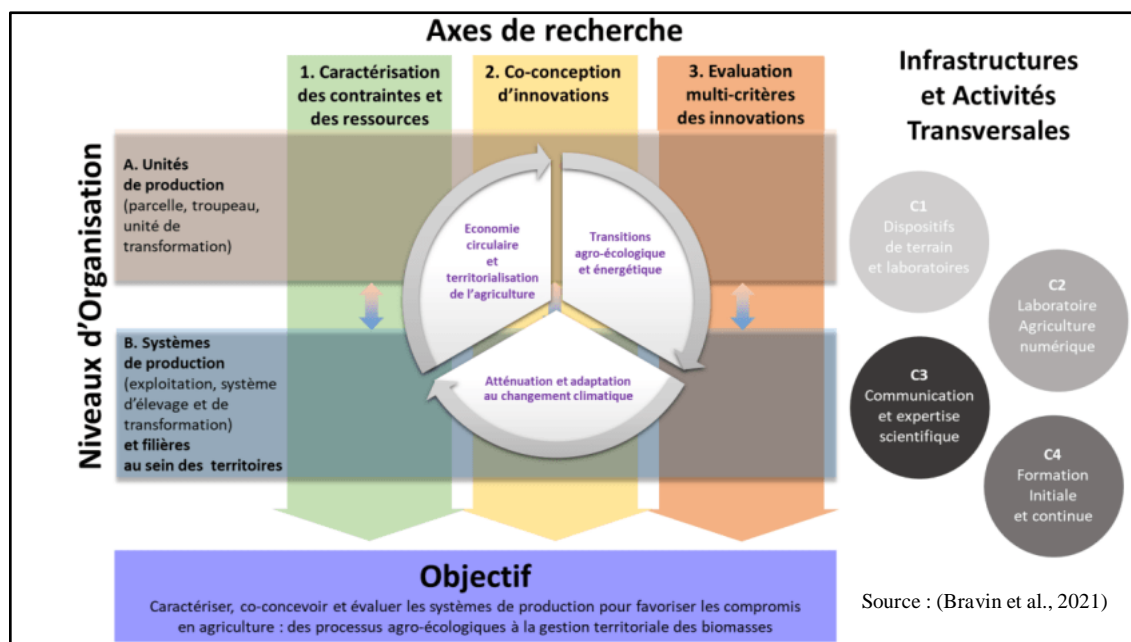 Axes de recherche
1. Caractérisation
des contraintes et
des ressources
2. Co-conception
d'innovations
3. Evaluation
multi-critères
des innovations
Infrastructures
et Activités
Transversales
Niveaux d'Organisation
A. Unités
de production
(parcelle, troupeau,
unité de
transformation)
B. Systèmes
de production
(exploitation, système
d'élevage et de
transformation)
et filières
au sein des territoires
Economie
circulaire
et
territorialisation
de l'agriculture
Transitions
agro-écologique
et énergétique
Atténuation et adaptation
au changement climatique
C1
Dispositifs
de terrain
et laboratoires
C2
Laboratoire
Agriculture
numérique
C3
Communication
et expertise
scientifique
C4
Formation
Initiale
et continue
Objectif
Caractériser, co-concevoir et évaluer les systèmes de production pour favoriser les compromis
en agriculture : des processus agro-écologiques à la gestion territoriale des biomasses
Source : (Bravin et al., 2021)